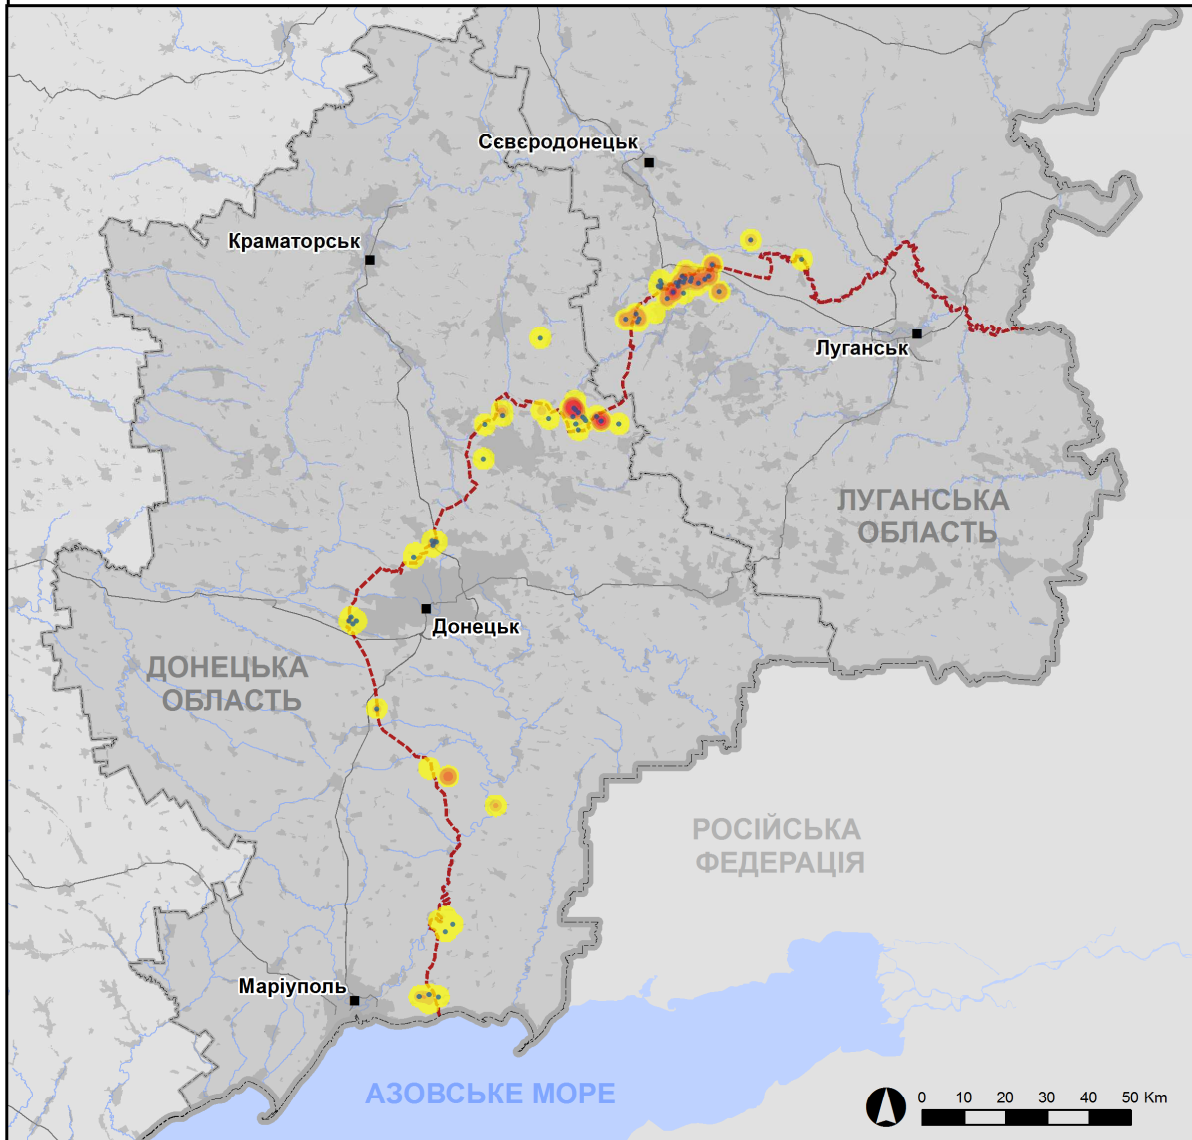 Сєвєродонецьк
Краматорськ
Луганськ
ЛУГАНСЬКА
ОБЛАСТЬ
Донецьк
ДОНЕЦЬКА
ОБЛАСТЬ
РОСІЙСЬКА
ФЕДЕРАЦІЯ
Маріуполь
АЗОВСЬКЕ МОРЕ
0 10 20 30 40 50 Km